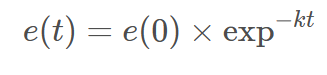 e(t) = e(0) × exp^{-kt}